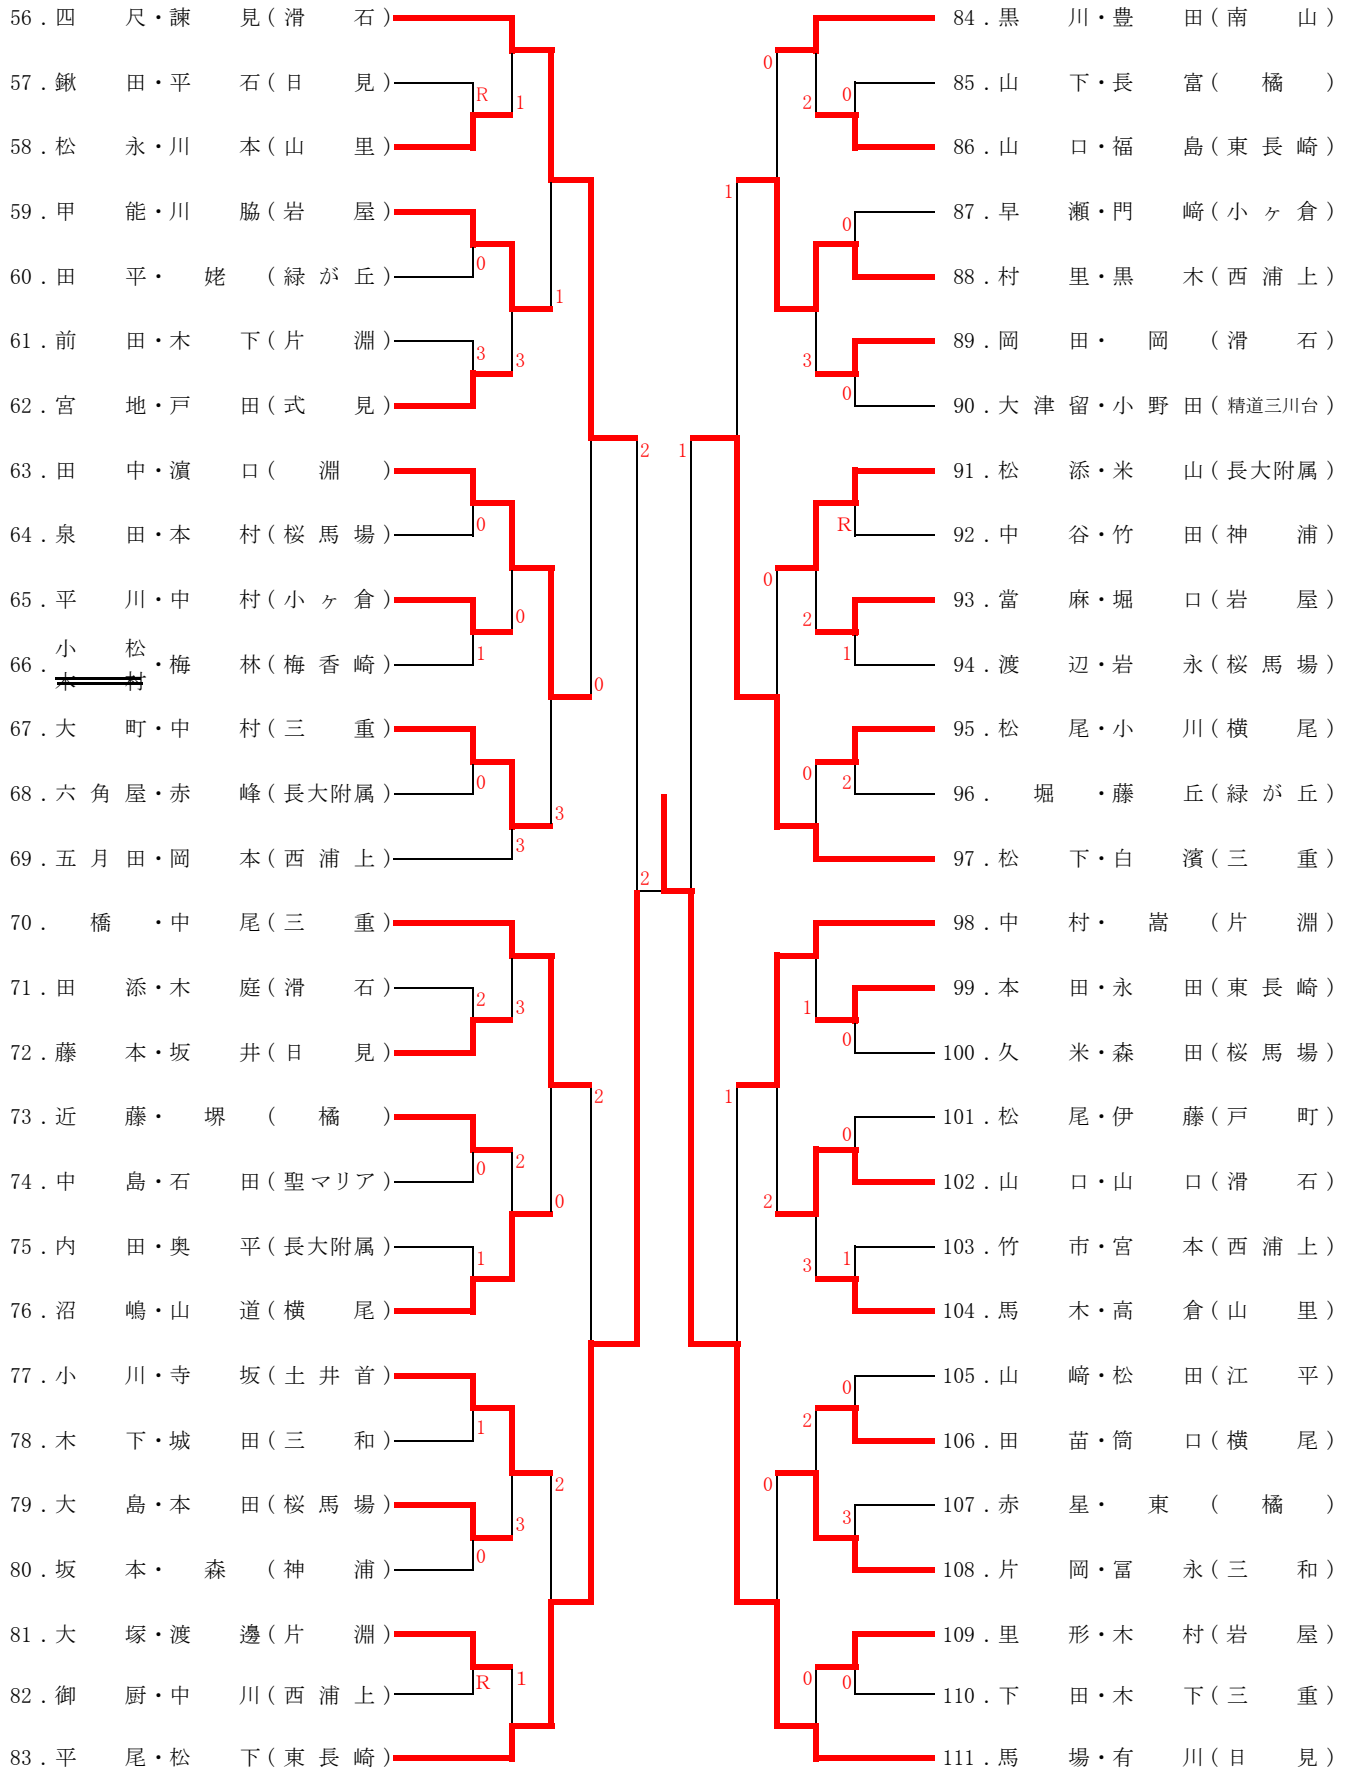 56．四　尺・諫　見（滑　石）
57．鍬　田・平　石（日　見）
R
1
58．松　永・川　本（山　里）
59．甲　能・川　脇（岩　屋）
0
60．田　平・　姥　（緑が丘）
1
61．前　田・木　下（片　淵）
3
3
62．宮　地・戸　田（式　見）
2
63．田　中・濵　口（　淵　）
0
64．泉　田・本　村（桜馬場）
65．平　川・中　村（小ヶ倉）
0
小　松
66．　・梅　林（梅香崎）
木　村
1
0
67．大　町・中　村（三　重）
0
68．六角屋・赤　峰（長大附属）
3
3
69．五月田・岡　本（西浦上）
2
70．　橋　・中　尾（三　重）
71．田　添・木　庭（滑　石）
2
3
72．藤　本・坂　井（日　見）
2
73．近　藤・　堺　（　橘　）
0
2
74．中　島・石　田（聖マリア）
0
75．内　田・奥　平（長大附属）
1
76．沼　嶋・山　道（横　尾）
77．小　川・寺　坂（土井首）
1
78．木　下・城　田（三　和）
2
79．大　島・本　田（桜馬場）
3
0
80．坂　本・　森　（神　浦）
81．大　塚・渡　邊（片　淵）
R
1
82．御　厨・中　川（西浦上）
83．平　尾・松　下（東長崎）
84．黒　川・豊　田（南　山）
0
85．山　下・長　富（　橘　）
0
2
86．山　口・福　島（東長崎）
1
87．早　瀬・門　﨑（小ヶ倉）
0
88．村　里・黒　木（西浦上）
89．岡　田・　岡　（滑　石）
3
0
90．大津留・小野田（精道三川台）
1
91．松　添・米　山（長大附属）
R
92．中　谷・竹　田（神　浦）
0
93．當　麻・堀　口（岩　屋）
2
1
94．渡　辺・岩　永（桜馬場）
95．松　尾・小　川（横　尾）
0
2
96．　堀　・藤　丘（緑が丘）
97．松　下・白　濱（三　重）
98．中　村・　嵩　（片　淵）
99．本　田・永　田（東長崎）
1
0
100．久　米・森　田（桜馬場）
1
101．松　尾・伊　藤（戸　町）
0
102．山　口・山　口（滑　石）
2
103．竹　市・宮　本（西浦上）
1
3
104．馬　木・高　倉（山　里）
105．山　﨑・松　田（江　平）
0
2
106．田　苗・筒　口（横　尾）
0
107．赤　星・　東　（　橘　）
3
108．片　岡・冨　永（三　和）
109．里　形・木　村（岩　屋）
0
0
110．下　田・木　下（三　重）
111．馬　場・有　川（日　見）